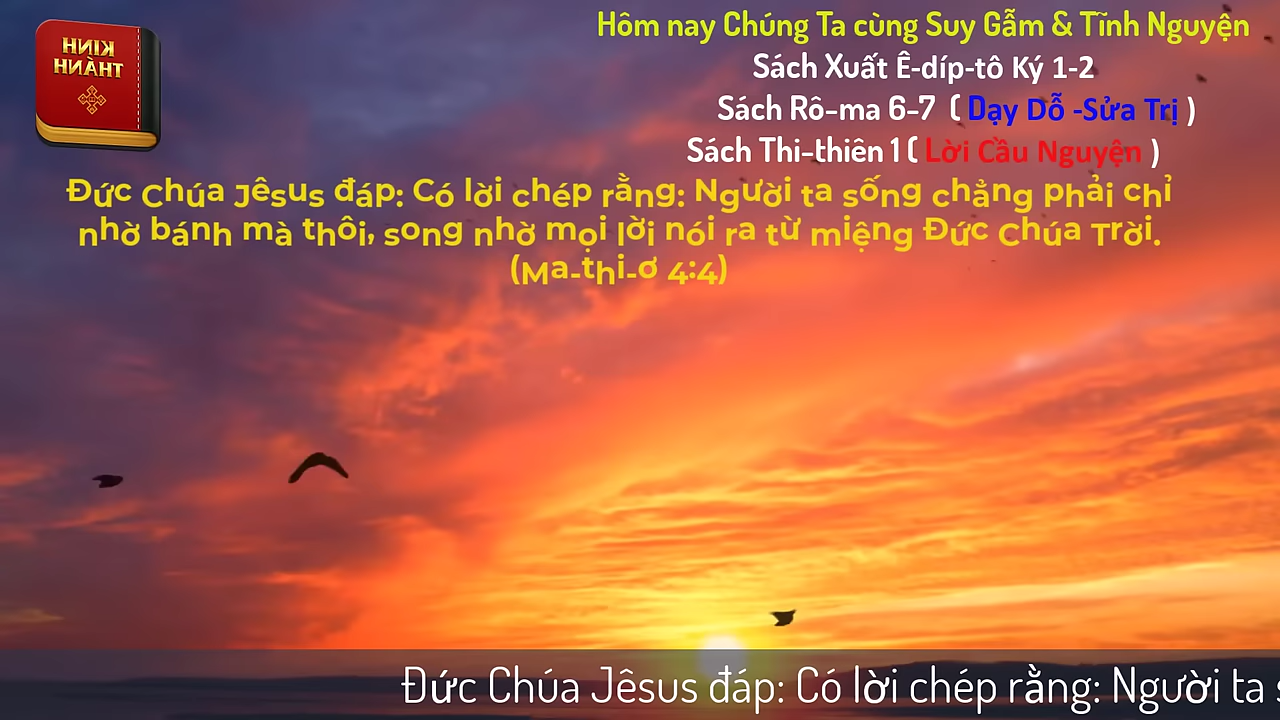 KINH
THÀNH
Hôm nay Chúng Ta cùng Suy Gẫm & Tĩnh Nguyện
Sách Xuất Ê-díp-tô Ký 1-2
Sách Rô-ma 6-7 ( Dạy Dỗ -Sửa Trị )
Sách Thi-thiên 1 ( Lời Cầu Nguyện )
Đức Chúa Jêsus đáp: Có lời chép rằng: Người ta sống chẳng phải chỉ
nhờ bánh mà thôi, song nhờ mọi lời nói ra từ miệng Đức Chúa Trời.
(Ma-thi-ơ 4:4)
Đức Chúa Jêsus đáp: Có lời chép rằng: Người ta